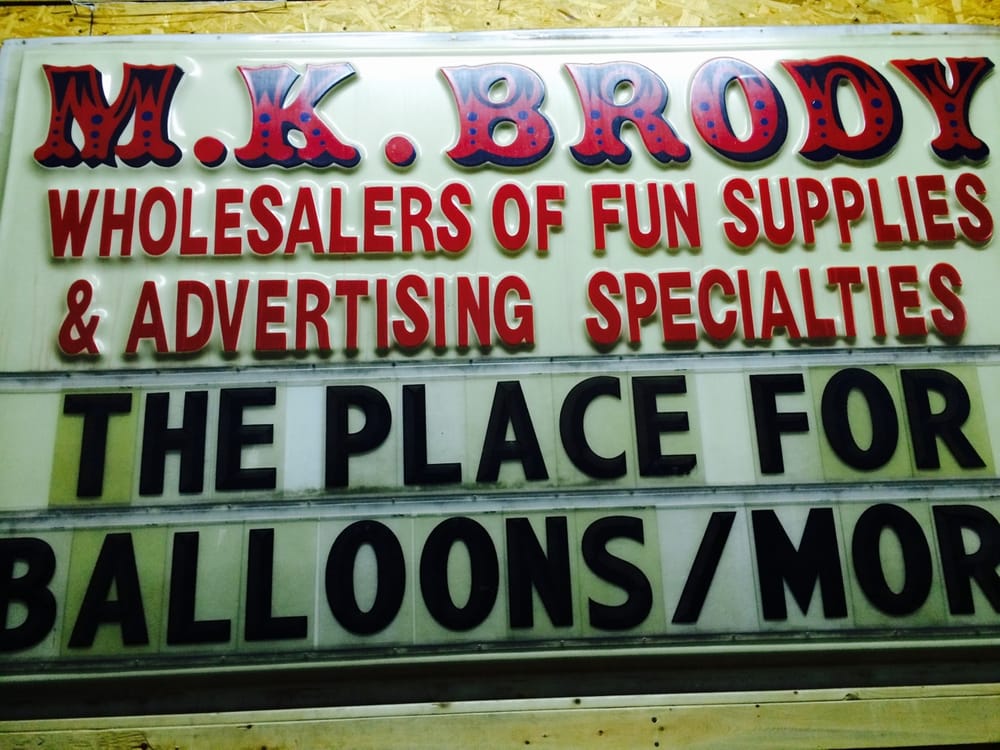 M.K. BRODY
WHOLESALERS OF FUN SUPPLIES
& ADVERTISING SPECIALTIES
THE PLACE FOR
BALLOONS/MOR